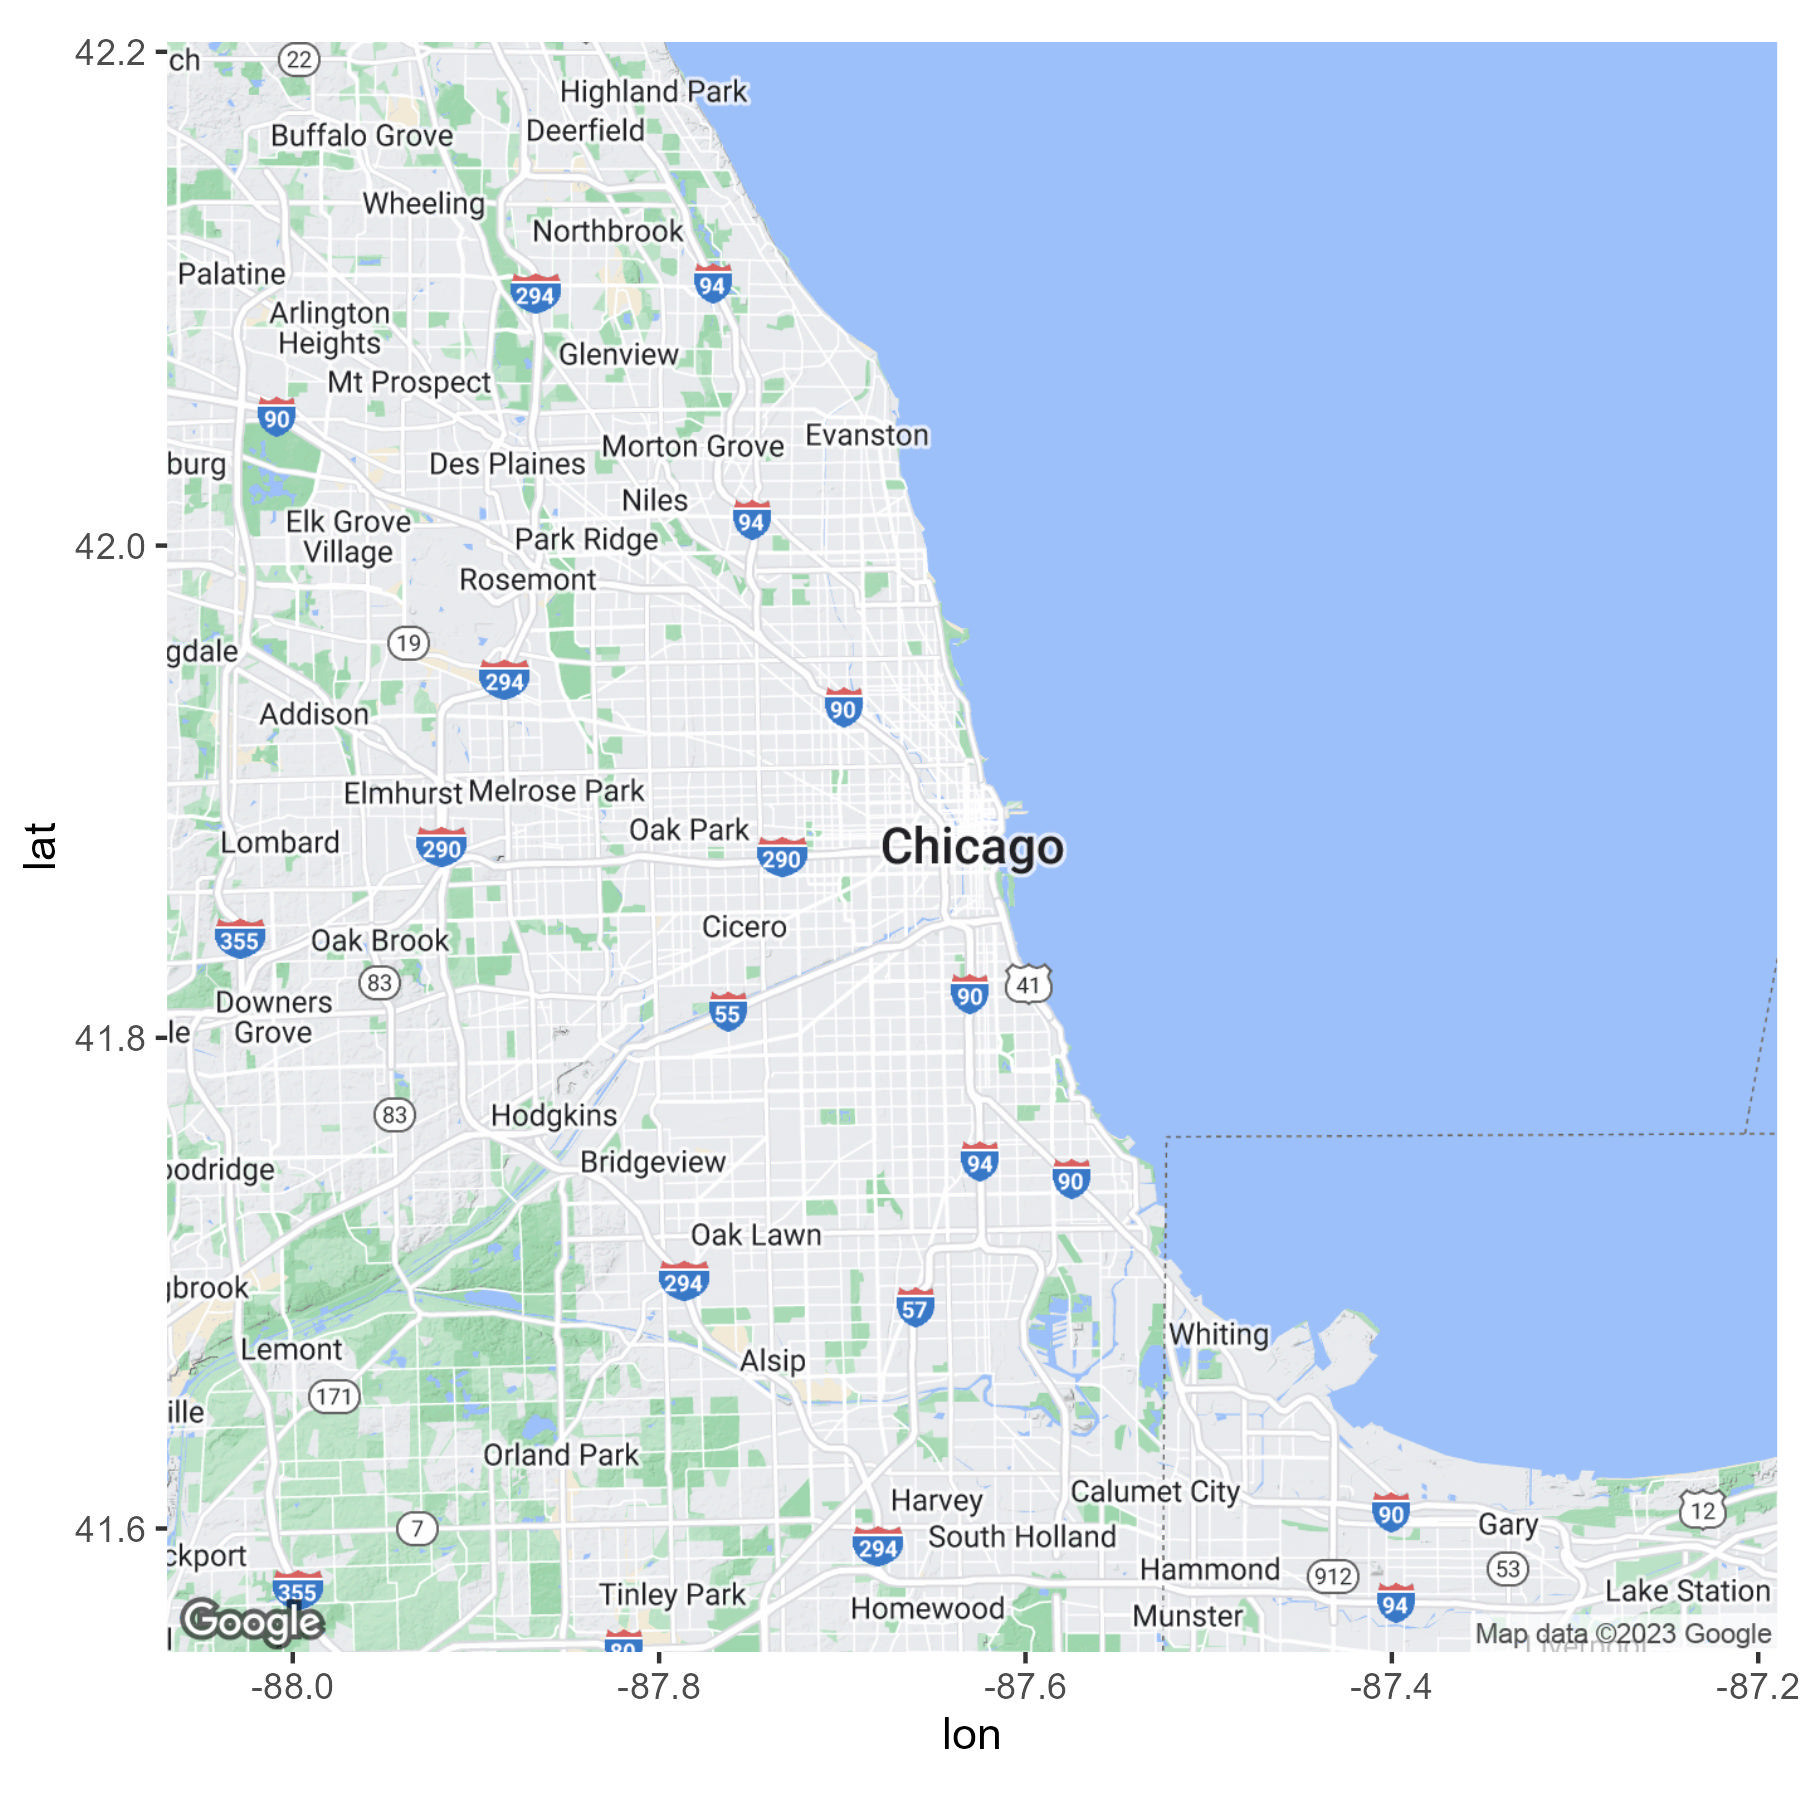 42.2
ch
22
Highland Park
Buffalo Grove
Deerfield
Wheeling
Northbrook
Palatine
294
94
Arlington
Heights
Glenview
Mt Prospect
90
Morton Grove
Evanston
burg
Des Plaines
Niles
94
42.0
Elk Grove
Village
Park Ridge
Rosemont
19
gdale
294
90
Addison
Elmhurst
Melrose Park
Oak Park
Lombard
290
290
Chicago
lat
Cicero
355
Oak Brook
83
90
41
Downers
Grove
55
41.8
le
83
Hodgkins
Bridgeview
94
90
oodridge
Oak Lawn
294
gbrook
57
Whiting
Lemont
Alsip
171
ille
Orland Park
Calumet City
Harvey
90
12
Gary
41.6
7
South Holland
294
ckport
Hammond
912
53
355
Tinley Park
Homewood
94
Lake Station
Munster
Google
l
80
Map data ©2023 Google
-88.0
-87.8
-87.6
-87.4
-87.2
lon